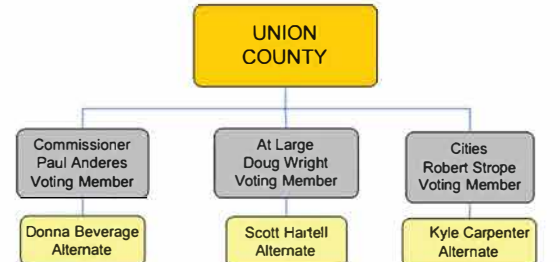 UNION
COUNTY
Commissioner
Paul Anderes
Voting Member
At Large
Doug Wright
Voting Member
Cities
Robert Strope
Voting Member
Donna Beverage
Alternate
Scott Hartell
Alternate
Kyle Carpenter
Alternate